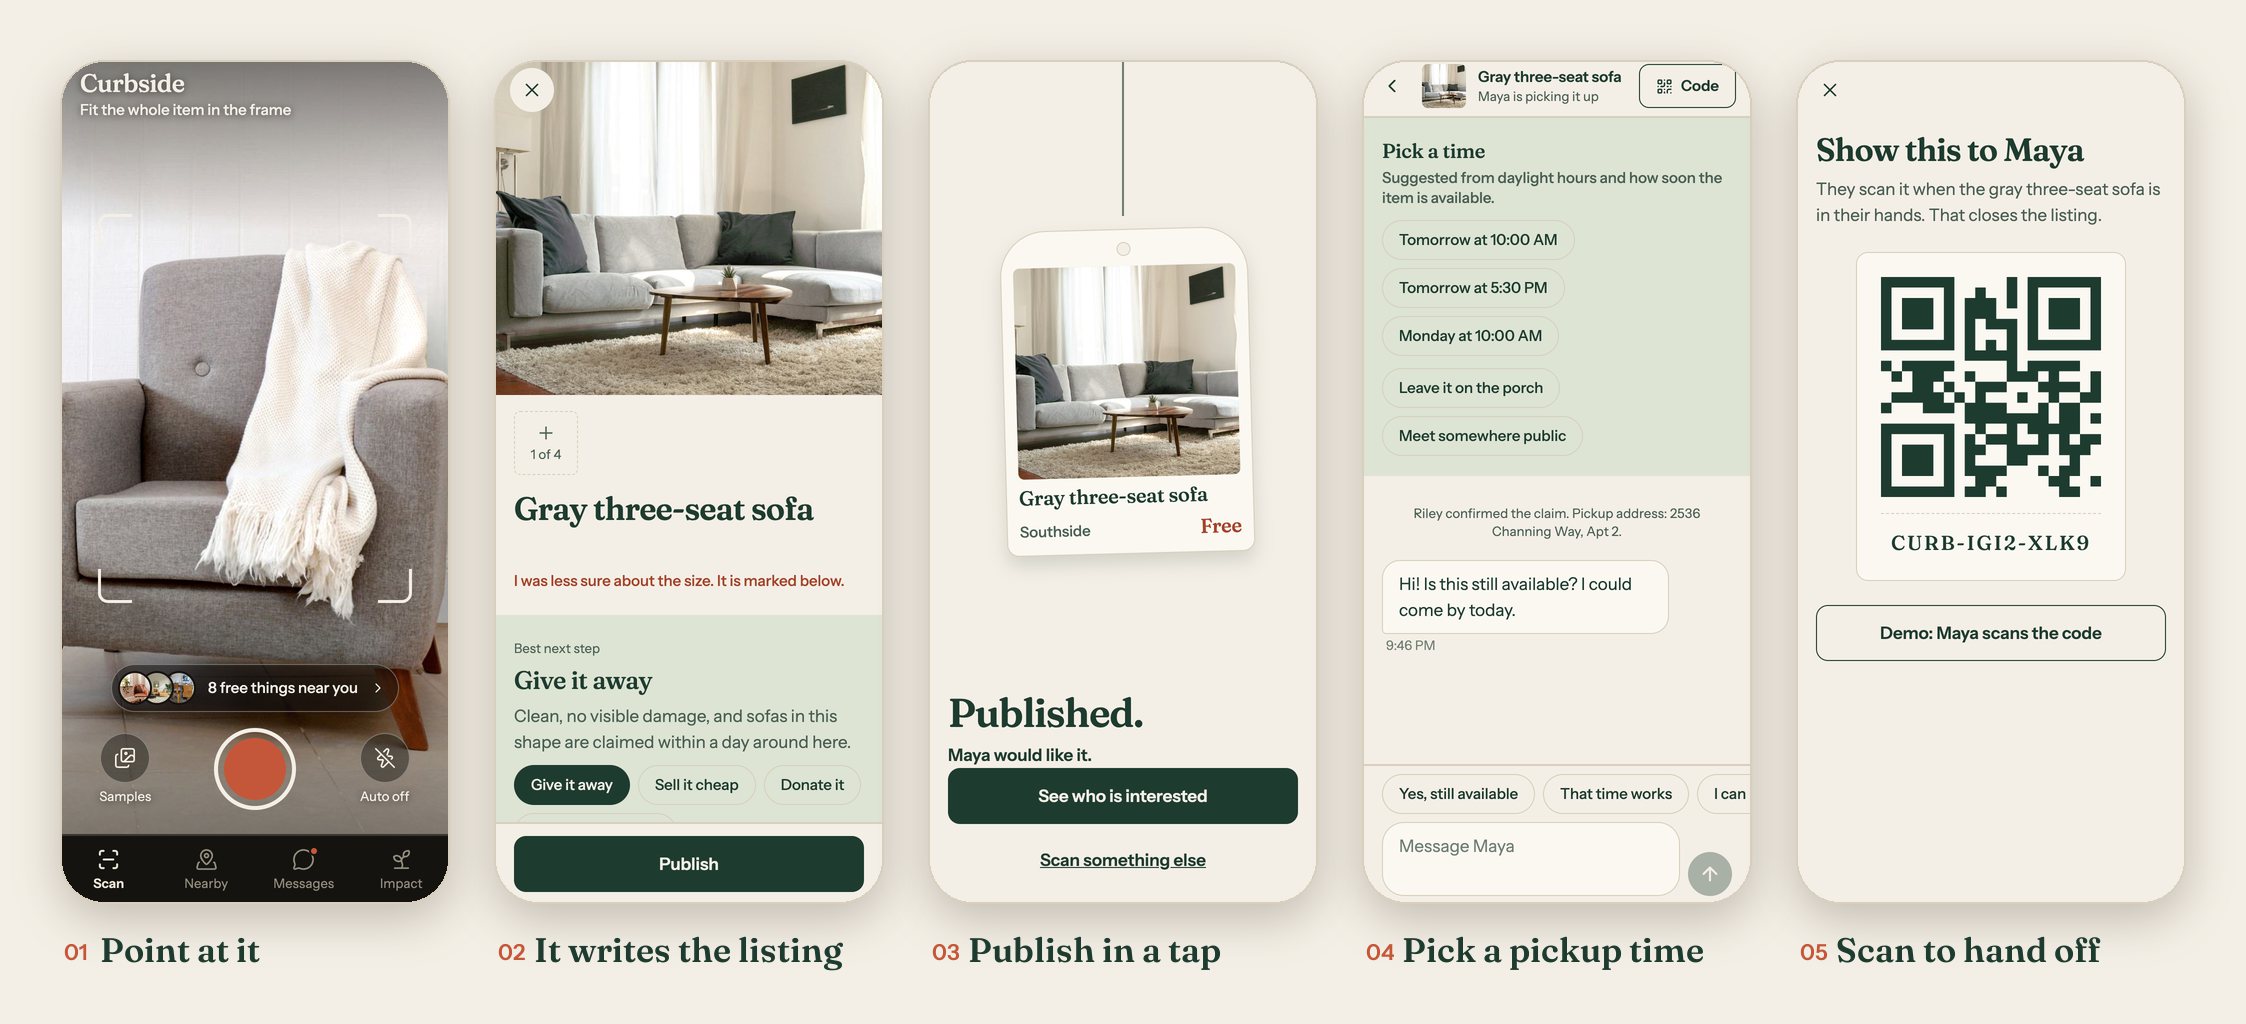 Curbside
Fit the whole item in the frame
8 free things near you
Samples
Auto off
Scan
Nearby
Messages
Impact
01 Point at it
1 of 4
Gray three-seat sofa
I was less sure about the size. It is marked below.
Best next step
Give it away
Clean, no visible damage, and sofas in this
shape are claimed within a day around here.
Give it away
Sell it cheap
Donate it
Publish
02 It writes the listing
Gray three-seat sofa
Southside
Free
Published.
Maya would like it.
See who is interested
Scan something else
03 Publish in a tap
Gray three-seat sofa
Maya is picking it up
Code
Pick a time
Suggested from daylight hours and how soon the
item is available.
Tomorrow at 10:00 AM
Tomorrow at 5:30 PM
Monday at 10:00 AM
Leave it on the porch
Meet somewhere public
Riley confirmed the claim. Pickup address: 2536
Channing Way, Apt 2.
Hi! Is this still available? I could
come by today.
9:46 PM
Yes, still available
That time works
I can
Message Maya
04 Pick a pickup time
Show this to Maya
They scan it when the gray three-seat sofa is
in their hands. That closes the listing.
CURB-IGI2-XLK9
Demo: Maya scans the code
05 Scan to hand off